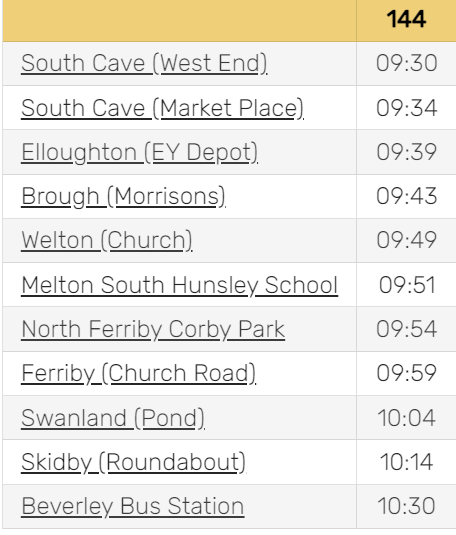 144
South Cave (West End) 09:30
South Cave (Market Place) 09:34
Elloughton (EY Depot) 09:39
Brough (Morrisons) 09:43
Welton (Church) 09:49
Melton South Hunsley School 09:51
North Ferriby Corby Park 09:54
Ferriby (Church Road) 09:59
Swanland (Pond) 10:04
Skidby (Roundabout) 10:14
Beverley Bus Station 10:30